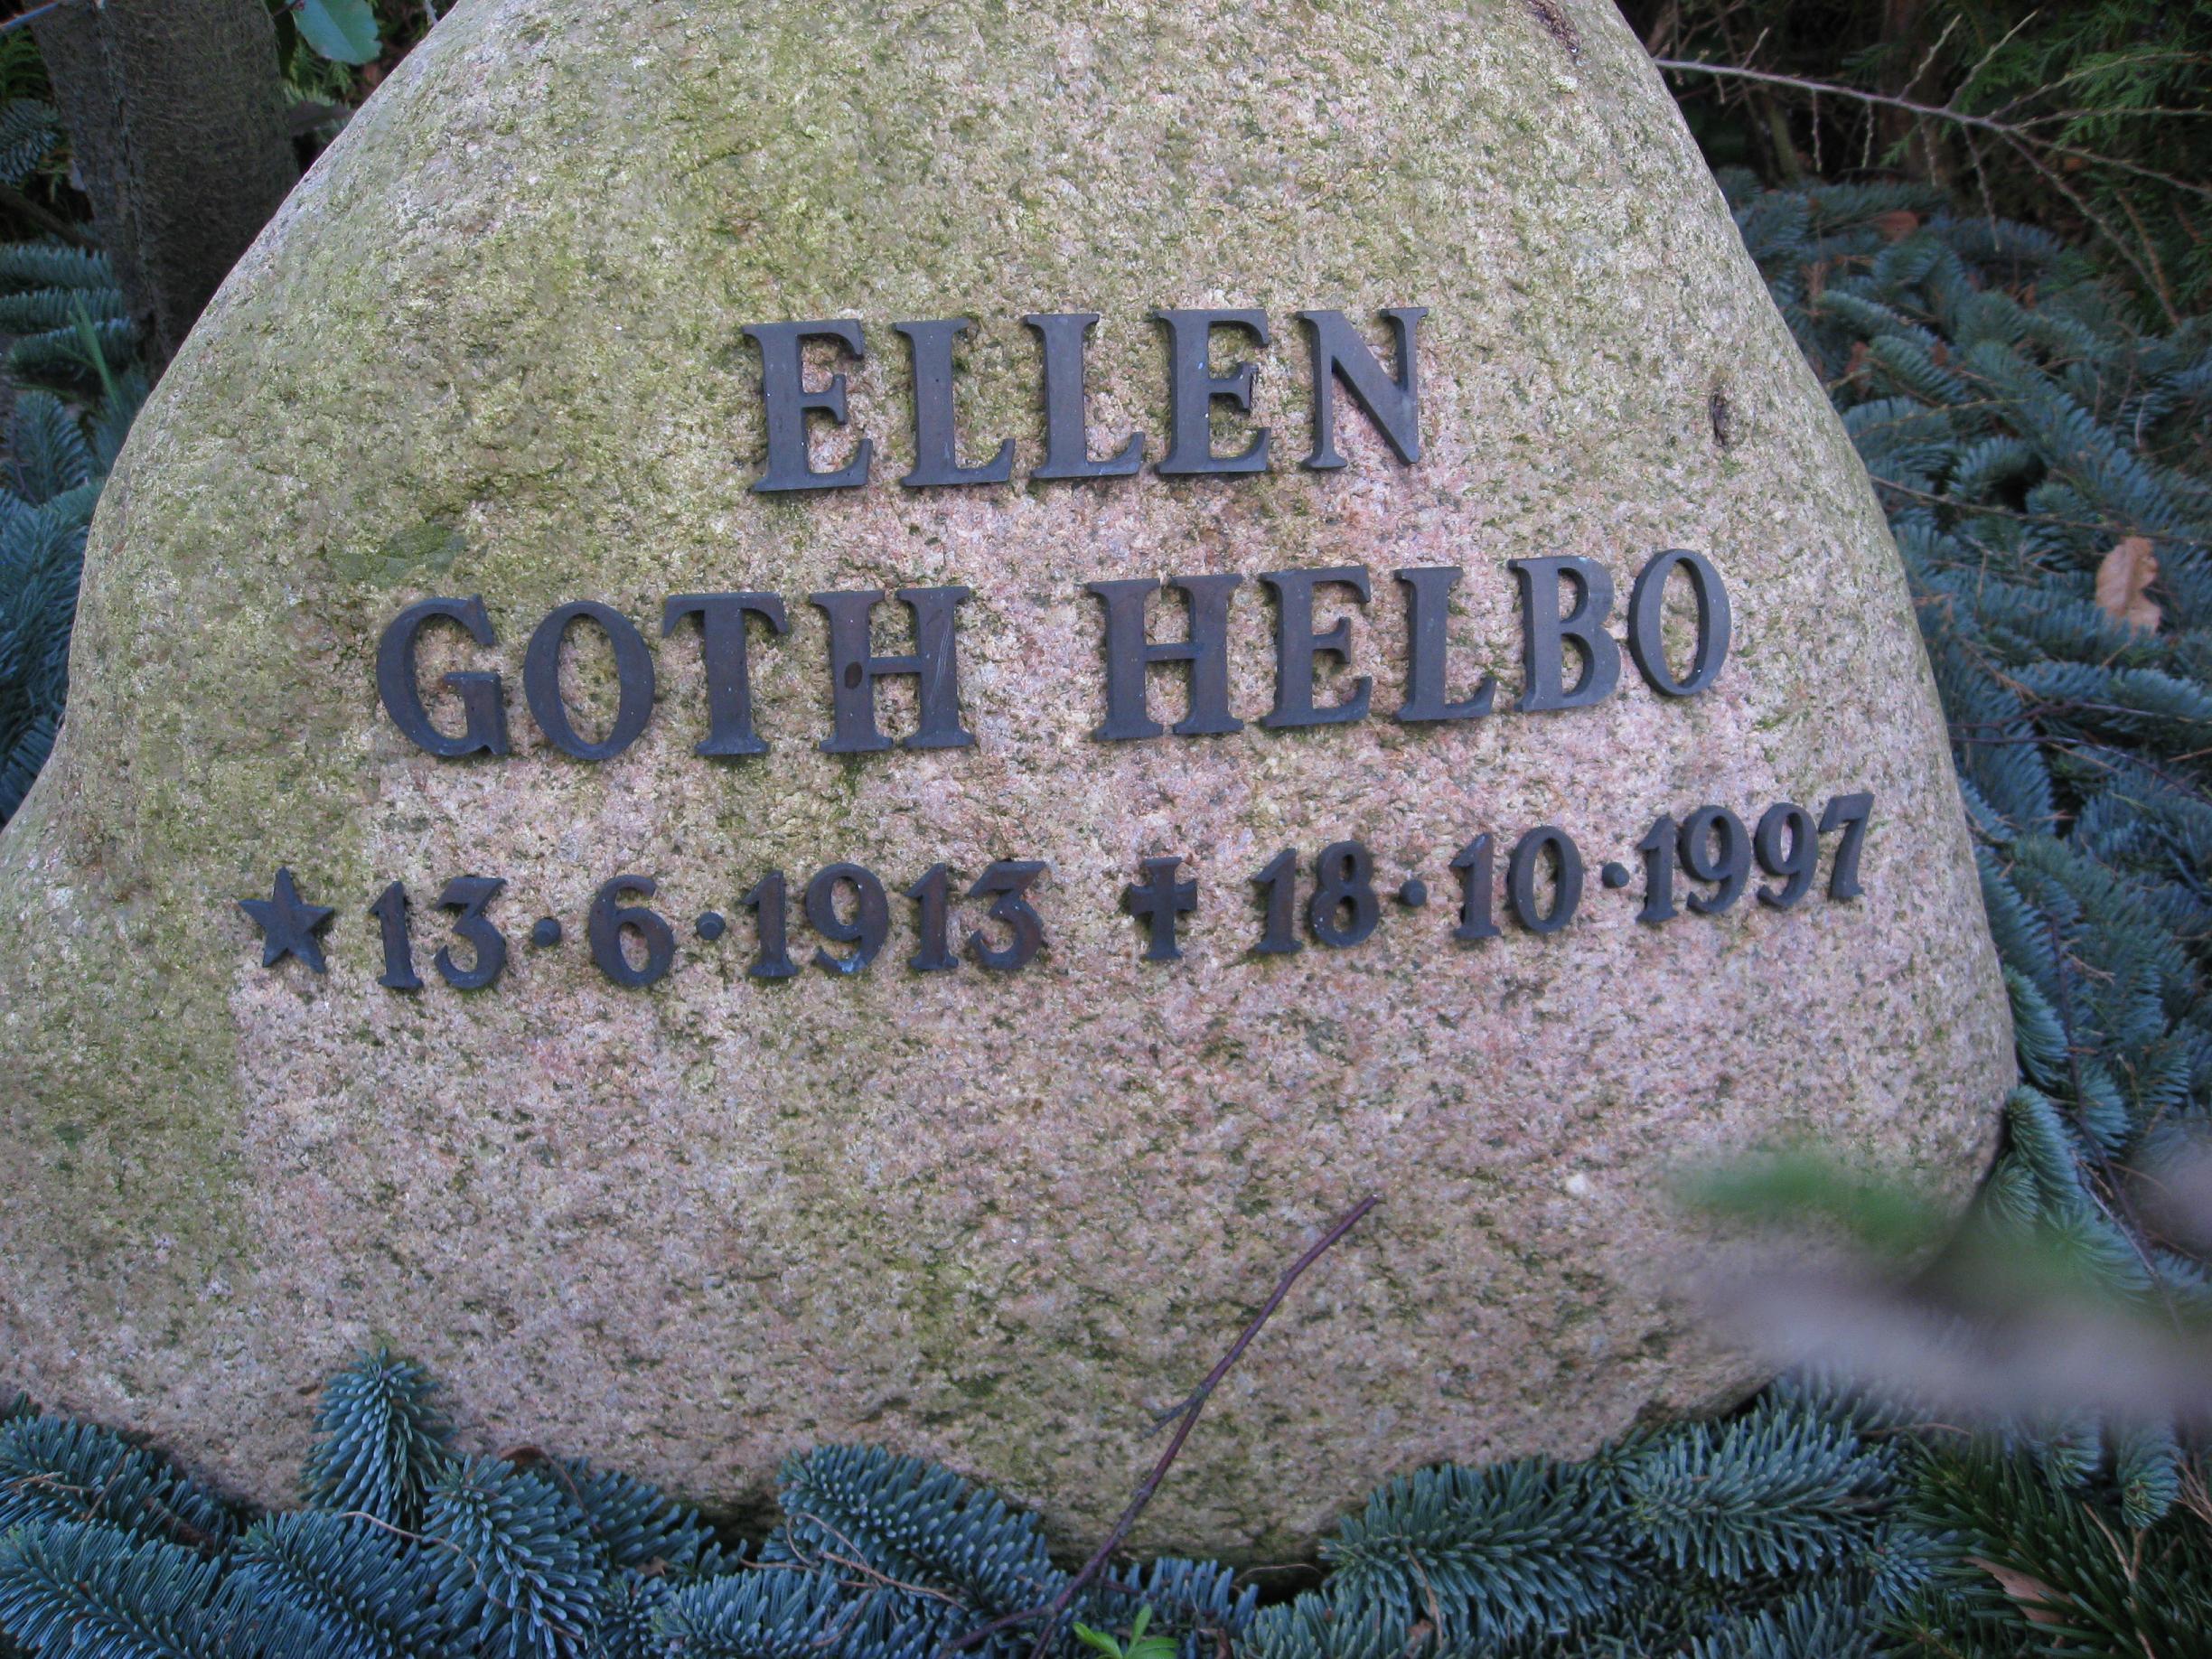 ELLEN
GOTH HELBO
★ 13·6·1913 ✝ 18·10·1997